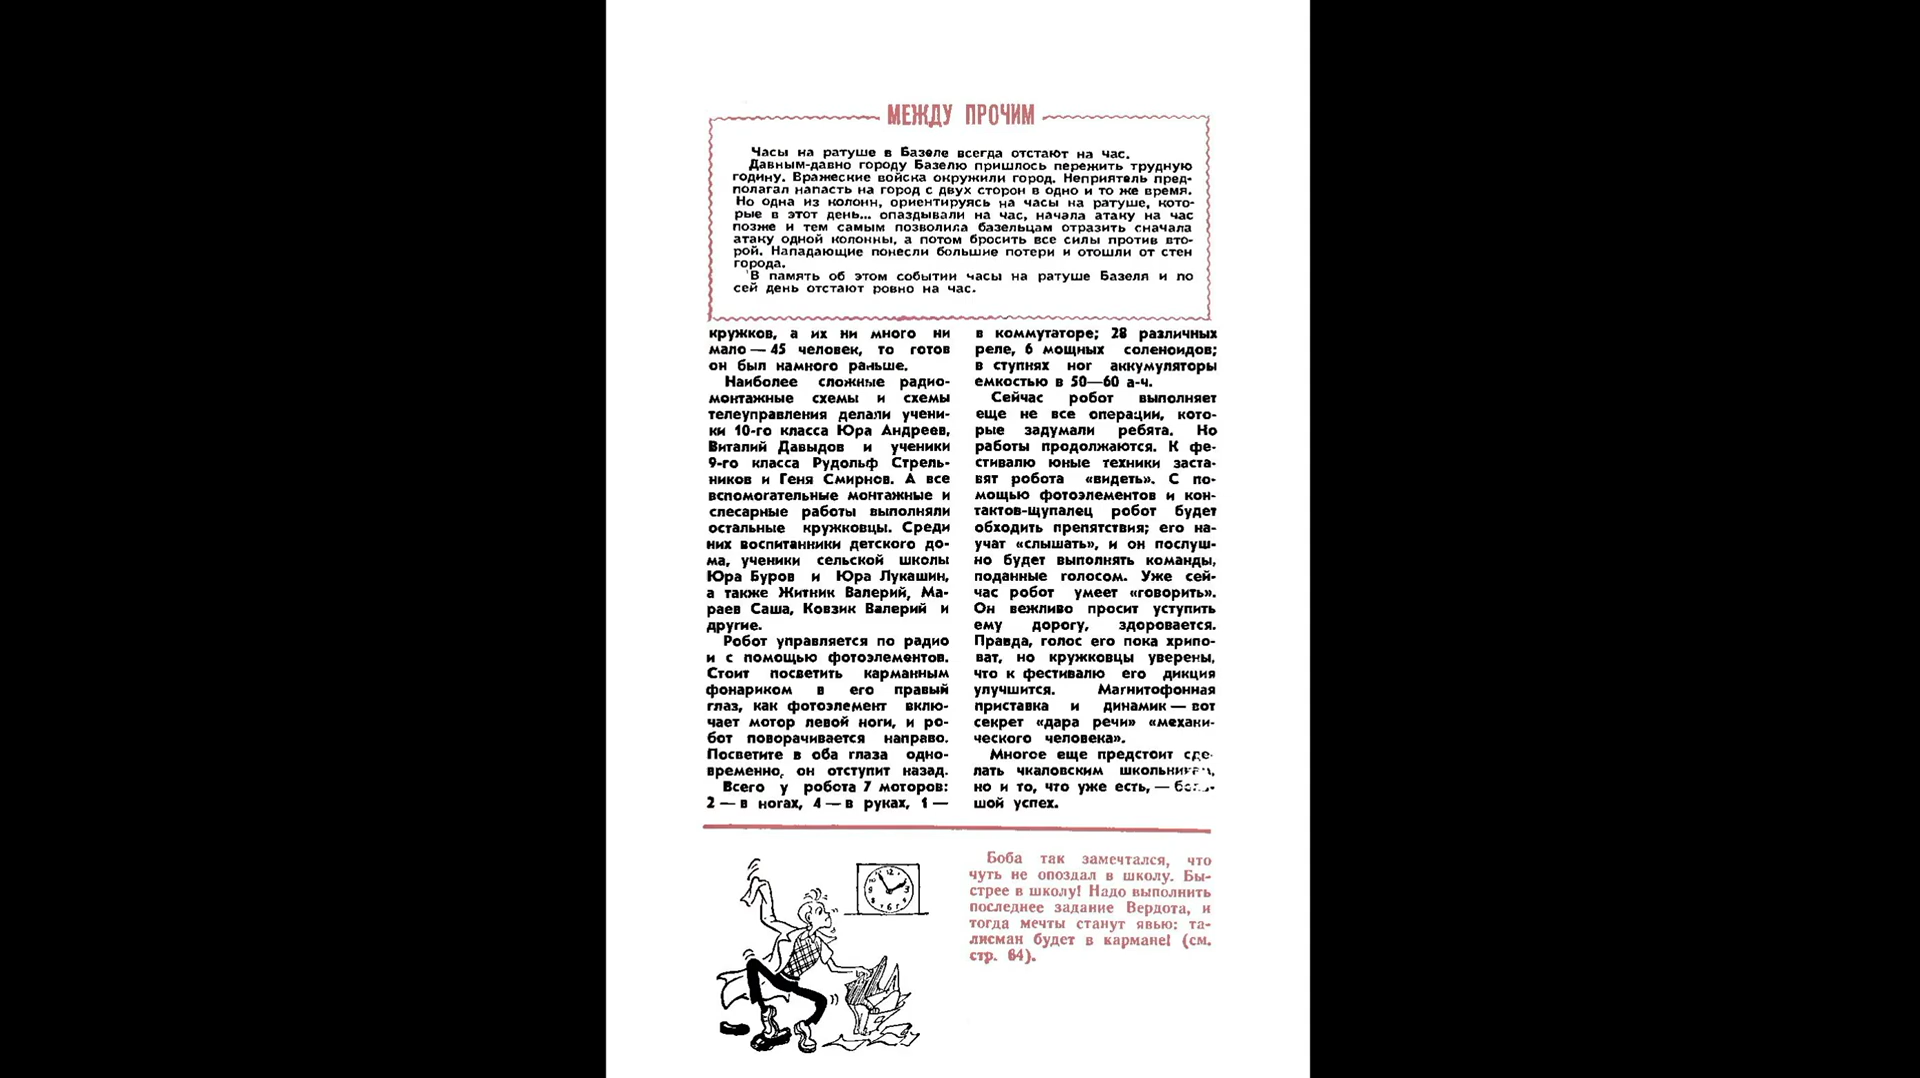 МЕЖДУ ПРОЧИМ
Часы на ратуше в Базеле всегда отстают на час.
Давным-давно городу Базелю пришлось пережить трудную
годину. Вражеские войска окружили город. Неприятель пред-
полагал напасть на город с двух сторон в одно и то же время.
Но одна из колонн, ориентируясь на часы на ратуше, кото-
рые в этот день... опаздывали на час, начала атаку на час
позже и тем самым позволила базельцам отразить сначала
атаку одной колонны, а потом бросить все силы против вто-
рой. Нападающие понесли большие потери и отошли от стен
города.
В память об этом событии часы на ратуше Базеля и по
сей день отстают ровно на час.
кружков, а их ни много ни
мало — 45 человек, то готов
он был намного раньше.
Наиболее сложные радио-
монтажные схемы и схемы
телеуправления делали учени-
ки 10-го класса Юра Андреев,
Виталий Давыдов и ученики
9-го класса Рудольф Стрель-
ников и Геня Смирнов. А все
вспомогательные монтажные и
слесарные работы выполняли
остальные кружковцы. Среди
них воспитанники детского до-
ма, ученики сельской школы
Юра Буров и Юра Лукашин,
а также Житник Валерий, Ма-
раев Саша, Ковзик Валерий и
другие.
Робот управляется по радио
и с помощью фотоэлементов.
Стоит посветить карманным
фонариком в его правый
глаз, как фотоэлемент вклю-
чает мотор левой ноги, и ро-
бот поворачивается направо.
Посветите в оба глаза одно-
временно, он отступит назад.
Всего у робота 7 моторов:
2 — в ногах, 4 — в руках, 1 —
в коммутаторе; 28 различных
реле, 6 мощных соленоидов;
в ступнях ног аккумуляторы
емкостью в 50—60 а-ч.
Сейчас робот выполняет
еще не все операции, кото-
рые задумали ребята. Но
работы продолжаются. К фе-
стивалю юные техники заста-
вят робота «видеть». С по-
мощью фотоэлементов и кон-
тактов-щупалец робот будет
обходить препятствия; его на-
учат «слышать», и он послуш-
но будет выполнять команды,
поданные голосом. Уже сей-
час робот умеет «говорить».
Он вежливо просит уступить
ему дорогу, здоровается.
Правда, голос его пока хрипо-
ват, но кружковцы уверены,
что к фестивалю его дикция
улучшится. Магнитофонная
приставка и динамик — вот
секрет «дара речи» «механи-
ческого человека».
Многое еще предстоит сде-
лать чкаловским школьникам,
но и то, что уже есть, — боль-
шой успех.
Боба так замечтался, что
чуть не опоздал в школу. Бы-
стрее в школу! Надо выполнить
последнее задание Вердота, и
тогда мечты станут явью: та-
лисман будет в кармане! (см.
стр. 64).